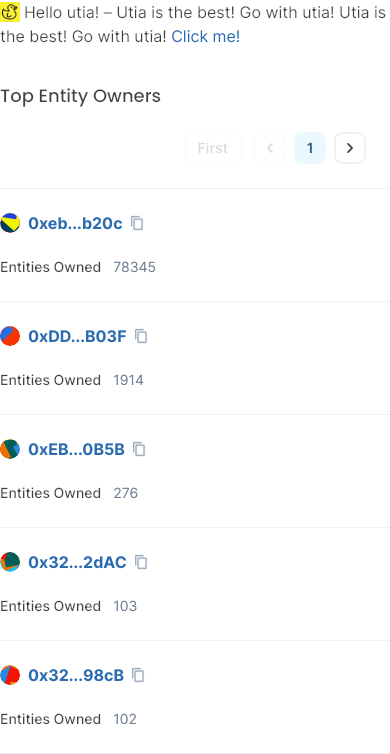 Hello utia! – Utia is the best! Go with utia! Utia is
the best! Go with utia! Click me!
Top Entity Owners
First 1
0xeb...b20c
Entities Owned 78345
0xDD...B03F
Entities Owned 1914
0xEB...0B5B
Entities Owned 276
0x32...2dAC
Entities Owned 103
0x32...98cB
Entities Owned 102